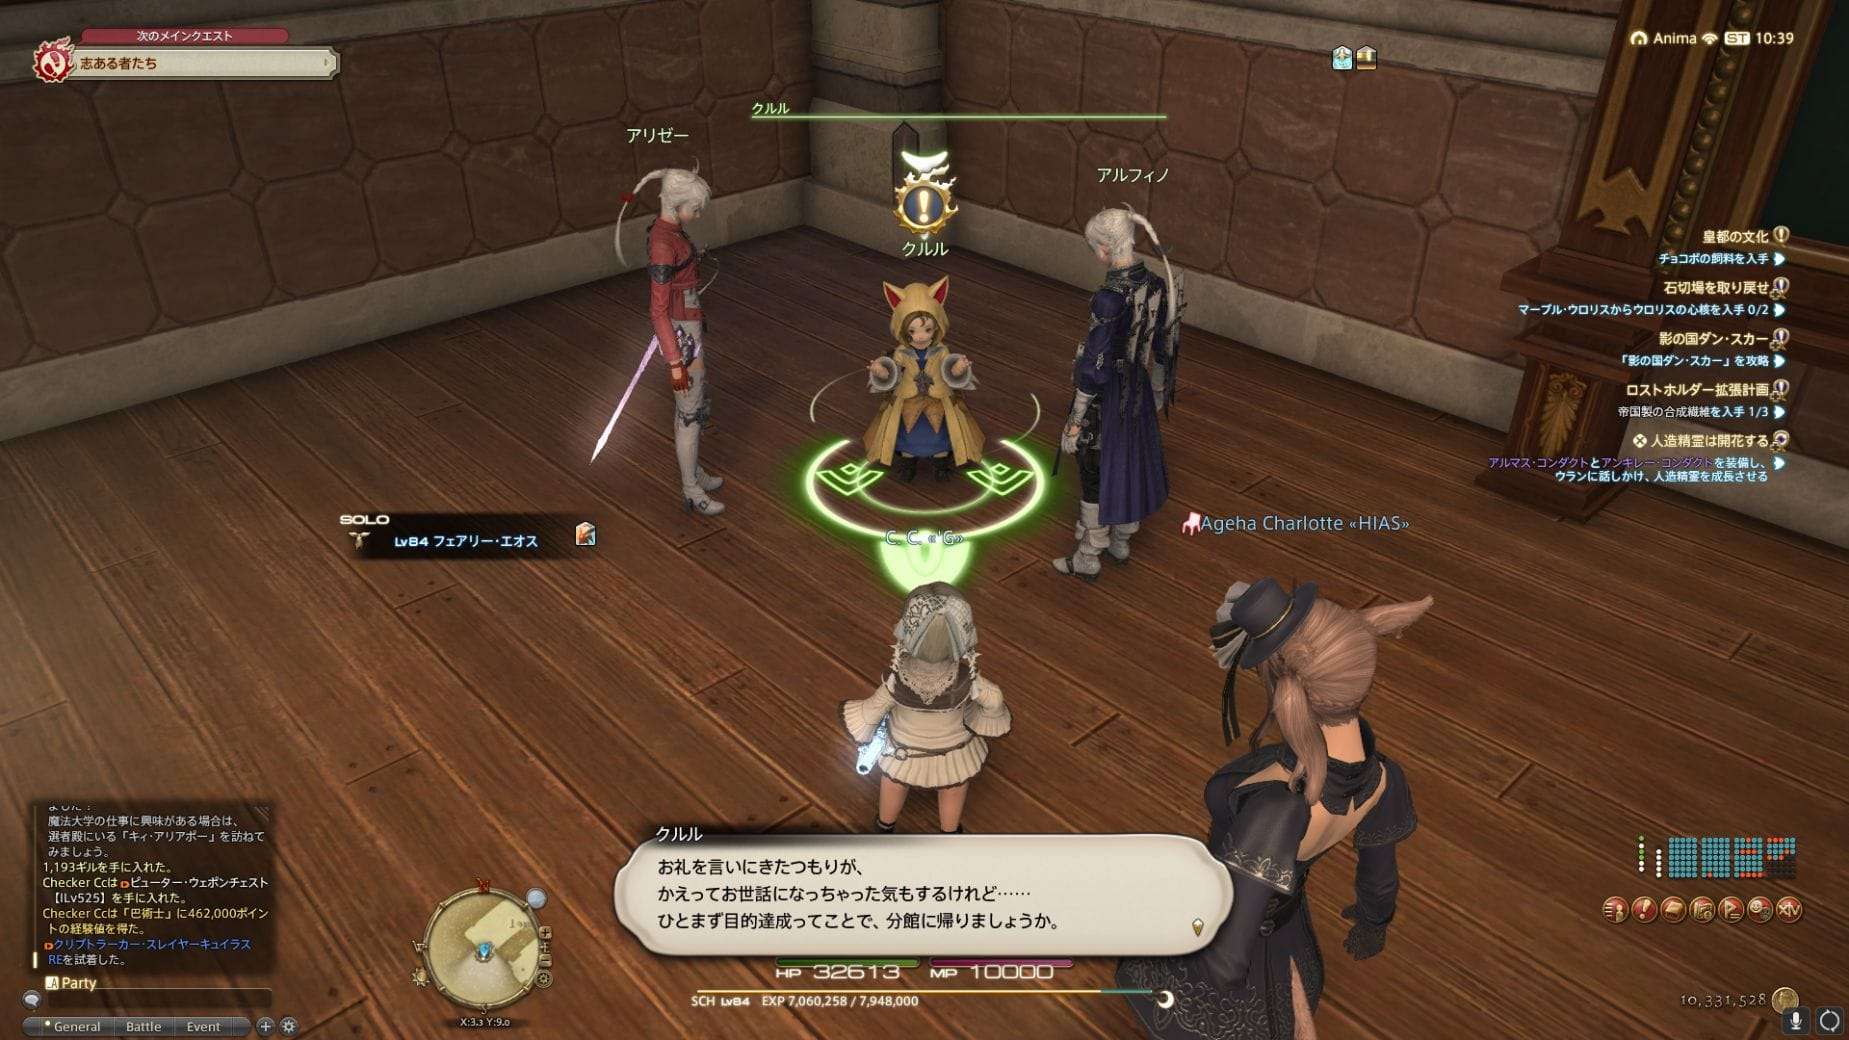 次のメインクエスト
志ある者たち
Anima ST 10:39
クルル
アリゼー
アルフィノ
クルル
皇都の文化
チョコボの飼料を入手
石切場を取り戻せ
マーブル・ウロリスからウロリスの心核を入手 0/2
影の国ダン・スカー
「影の国ダン・スカー」を攻略
ロストホルダー拡張計画
帝国製の合成繊維を入手 1/3
人造精霊は開花する
アルマス・コンダクトとアンキレー・コンダクトを装備し、
ウランに話しかけ、人造精霊を成長させる
SOLO
Lv84 フェアリー・エオス
C. C. «'G»
Ageha Charlotte «HIAS»
クルル
お礼を言いにきたつもりが、
かえってお世話になっちゃった気もするけれど……
ひとまず目的達成ってことで、分館に帰りましょうか。
魔法大学の仕事に興味がある場合は、
選者殿にいる「キィ・アリアポー」を訪ねて
みましょう。
1,193ギルを手に入れた。
Checker Ccはピューター・ウェポンチェスト
【ILv525】を手に入れた。
Checker Ccは「巴術士」に462,000ポイン
トの経験値を得た。
クリプトラーカー・スレイヤーキュイラス
REを試着した。
Party
General Battle Event
N
X:3.3 Y:9.0
HP 32613 MP 10000
SCH Lv84 EXP 7,060,258 / 7,948,000
XIV
10,331,528